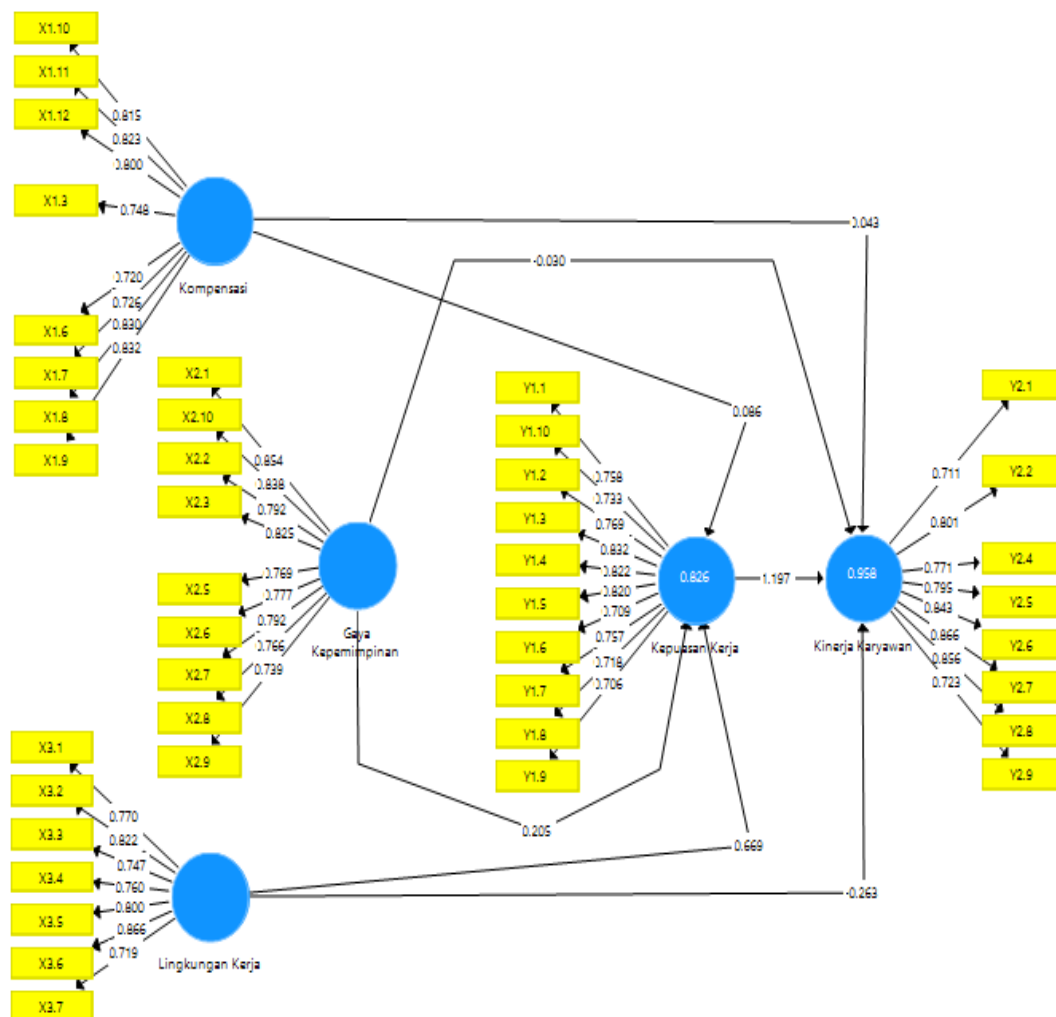 X1.10
X1.11
X1.12
X1.3
X1.6
X1.7
X1.8
X1.9
0.815
0.823
0.800
0.748
0.720
0.726
0.830
0.832
Kompensasi
0.043
-0.030
0.086
X2.1
X2.10
X2.2
X2.3
X2.5
X2.6
X2.7
X2.8
X2.9
0.854
0.838
0.792
0.825
0.769
0.777
0.792
0.766
0.739
Gaya
Kepemimpinan
0.205
Y1.1
Y1.10
Y1.2
Y1.3
Y1.4
Y1.5
Y1.6
Y1.7
Y1.8
Y1.9
0.758
0.733
0.769
0.832
0.822
0.820
0.709
0.757
0.718
0.706
0.826
Kepuasan Kerja
1.197
0.958
Kinerja Karyawan
0.711
0.801
0.771
0.795
0.843
0.866
0.856
0.723
Y2.1
Y2.2
Y2.4
Y2.5
Y2.6
Y2.7
Y2.8
Y2.9
X3.1
X3.2
X3.3
X3.4
X3.5
X3.6
X3.7
0.770
0.822
0.747
0.760
0.800
0.866
0.719
Lingkungan Kerja
0.669
-0.263